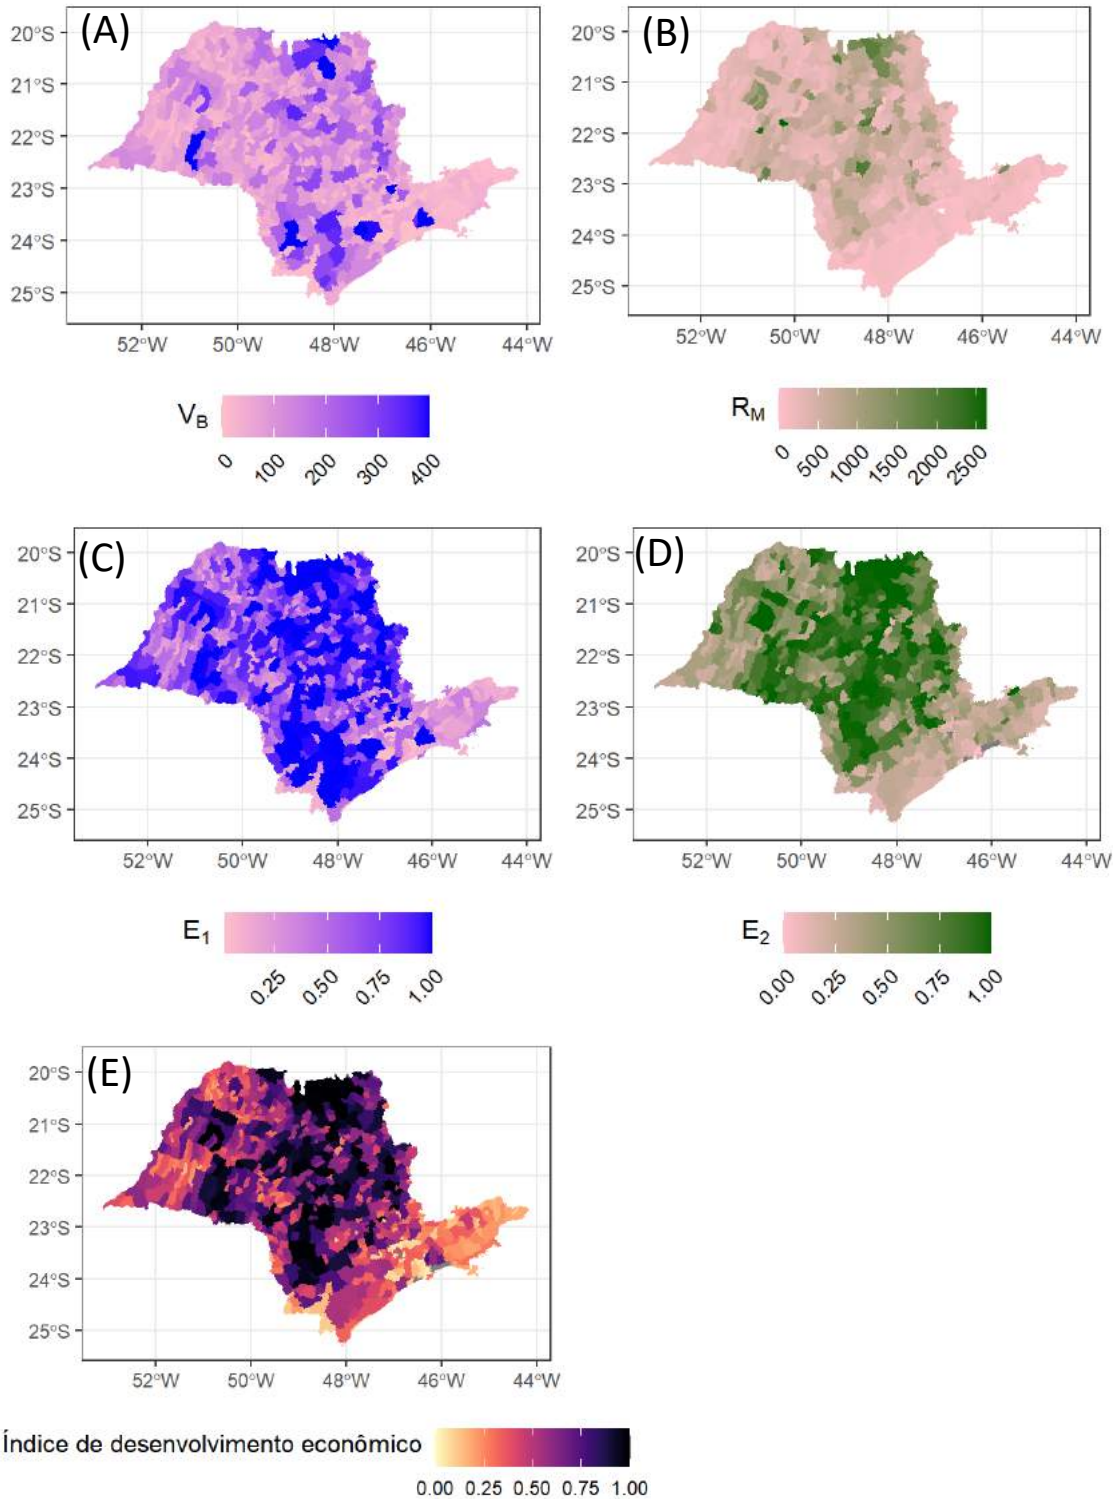 (A)
20°S
21°S
22°S
23°S
24°S
25°S
52°W 50°W 48°W 46°W 44°W
V_B
0 100 200 300 400
(B)
20°S
21°S
22°S
23°S
24°S
25°S
52°W 50°W 48°W 46°W 44°W
R_M
0 500 1000 1500 2000 2500
(C)
20°S
21°S
22°S
23°S
24°S
25°S
52°W 50°W 48°W 46°W 44°W
E_1
0.25 0.50 0.75 1.00
(D)
20°S
21°S
22°S
23°S
24°S
25°S
52°W 50°W 48°W 46°W 44°W
E_2
0.00 0.25 0.50 0.75 1.00
(E)
20°S
21°S
22°S
23°S
24°S
25°S
52°W 50°W 48°W 46°W 44°W
Índice de desenvolvimento econômico
0.00 0.25 0.50 0.75 1.00